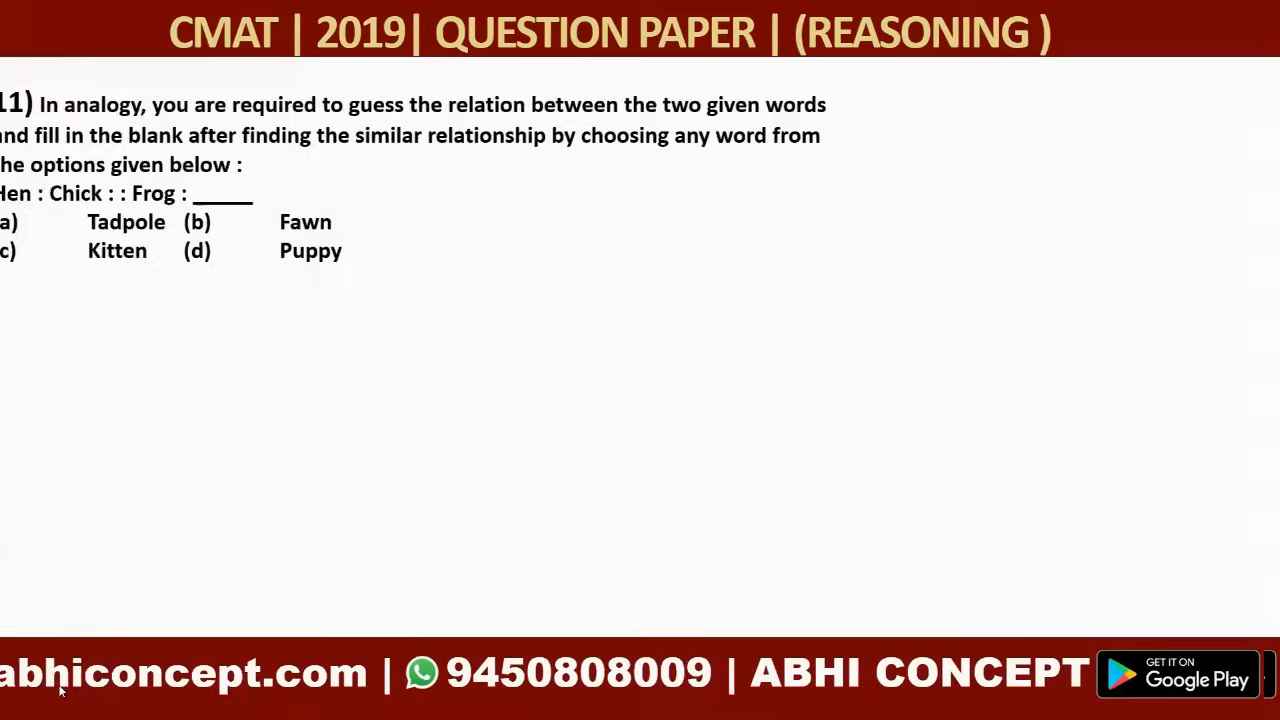 CMAT | 2019| QUESTION PAPER | (REASONING )
11) In analogy, you are required to guess the relation between the two given words
and fill in the blank after finding the similar relationship by choosing any word from
he options given below :
Hen : Chick : : Frog : _____
a) Tadpole (b) Fawn
c) Kitten (d) Puppy
abhiconcept.com | 9450808009 | ABHI CONCEPT GET IT ON Google Play